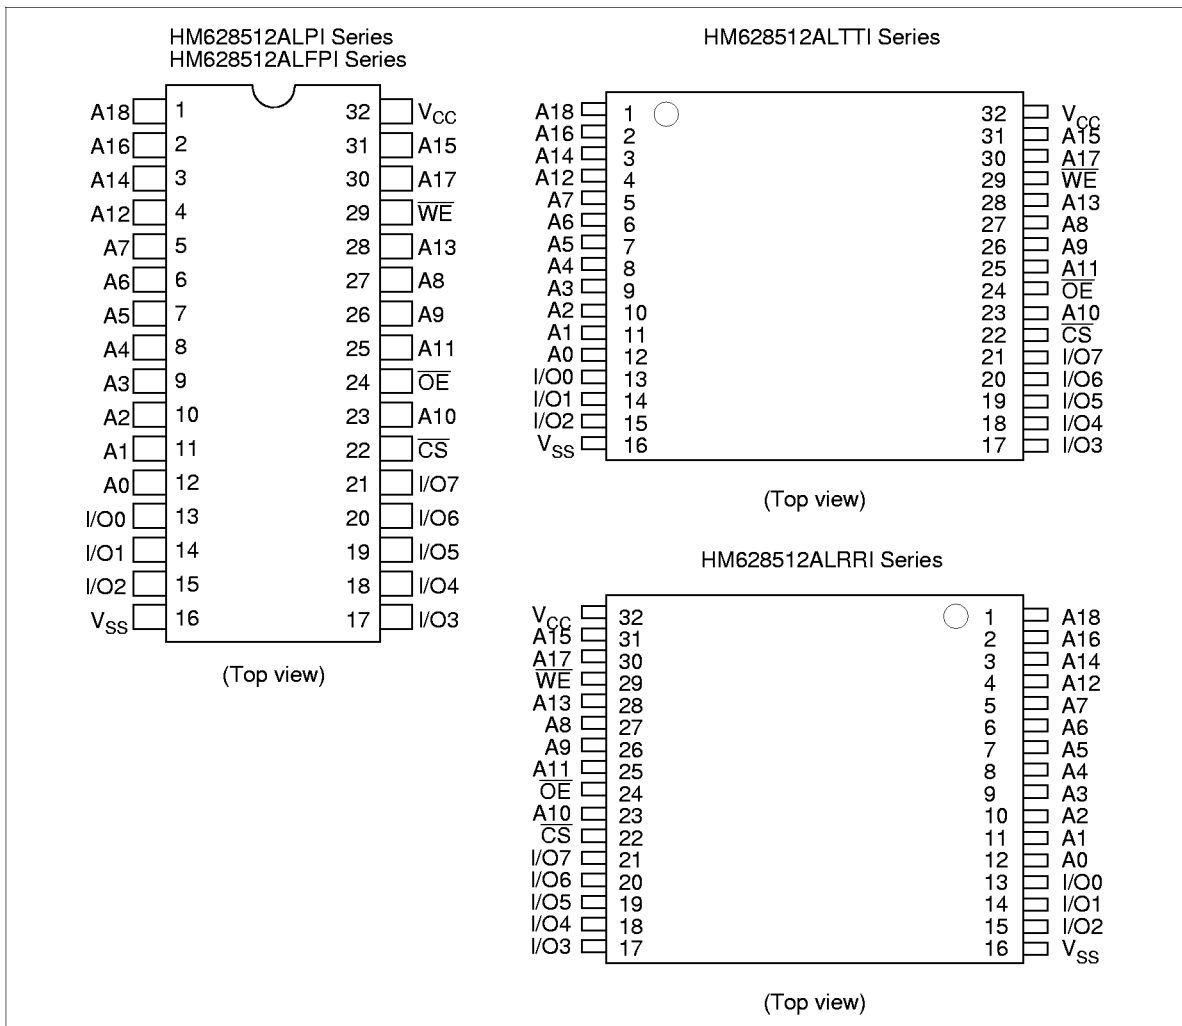 HM628512ALPI Series
HM628512ALFPI Series
A18 1 32 VCC
A16 2 31 A15
A14 3 30 A17
A12 4 29 W̅E̅
A7 5 28 A13
A6 6 27 A8
A5 7 26 A9
A4 8 25 A11
A3 9 24 O̅E̅
A2 10 23 A10
A1 11 22 C̅S̅
A0 12 21 I/O7
I/O0 13 20 I/O6
I/O1 14 19 I/O5
I/O2 15 18 I/O4
VSS 16 17 I/O3
(Top view)
HM628512ALTTI Series
A18 1 32 VCC
A16 2 31 A15
A14 3 30 A17
A12 4 29 W̅E̅
A7 5 28 A13
A6 6 27 A8
A5 7 26 A9
A4 8 25 A11
A3 9 24 O̅E̅
A2 10 23 A10
A1 11 22 C̅S̅
A0 12 21 I/O7
I/O0 13 20 I/O6
I/O1 14 19 I/O5
I/O2 15 18 I/O4
VSS 16 17 I/O3
(Top view)
HM628512ALRRI Series
VCC 32 1 A18
A15 31 2 A16
A17 30 3 A14
W̅E̅ 29 4 A12
A13 28 5 A7
A8 27 6 A6
A9 26 7 A5
A11 25 8 A4
O̅E̅ 24 9 A3
A10 23 10 A2
C̅S̅ 22 11 A1
I/O7 21 12 A0
I/O6 20 13 I/O0
I/O5 19 14 I/O1
I/O4 18 15 I/O2
I/O3 17 16 VSS
(Top view)